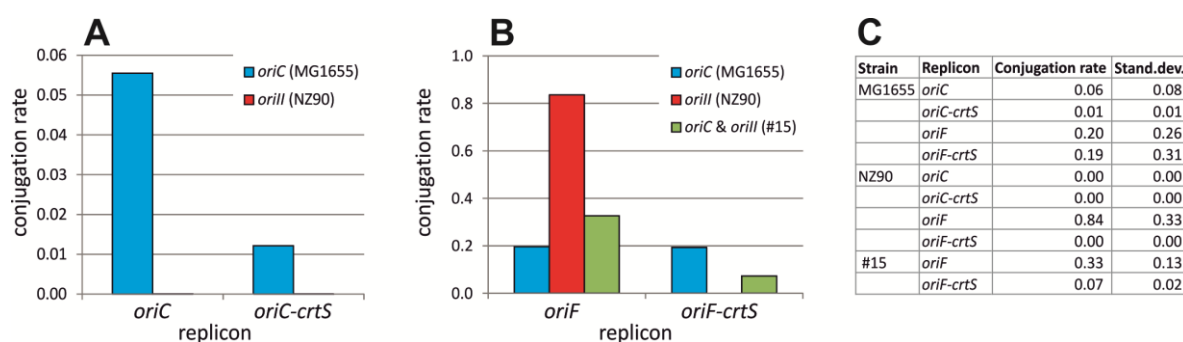 A
0.06
0.05
0.04
0.03
0.02
0.01
0.00
conjugation rate
oriC (MG1655)
oriII (NZ90)
oriC
oriC-crtS
replicon
B
1.0
0.8
0.6
0.4
0.2
0.0
conjugation rate
oriC (MG1655)
oriII (NZ90)
oriC & oriII (#15)
oriF
oriF-crtS
replicon
C
Strain Replicon Conjugation rate Stand.dev.
MG1655 oriC 0.06 0.08
oriC-crtS 0.01 0.01
oriF 0.20 0.26
oriF-crtS 0.19 0.31
NZ90 oriC 0.00 0.00
oriC-crtS 0.00 0.00
oriF 0.84 0.33
oriF-crtS 0.00 0.00
#15 oriF 0.33 0.13
oriF-crtS 0.07 0.02